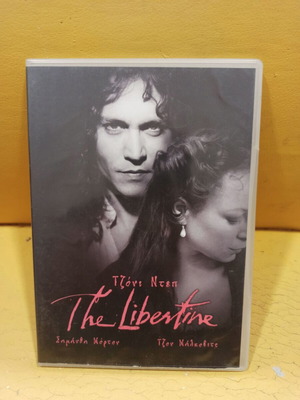 Τζόνι Ντεπ
The Libertine
Σαμάνθα Μόρτον Τζον Μάλκοβιτς